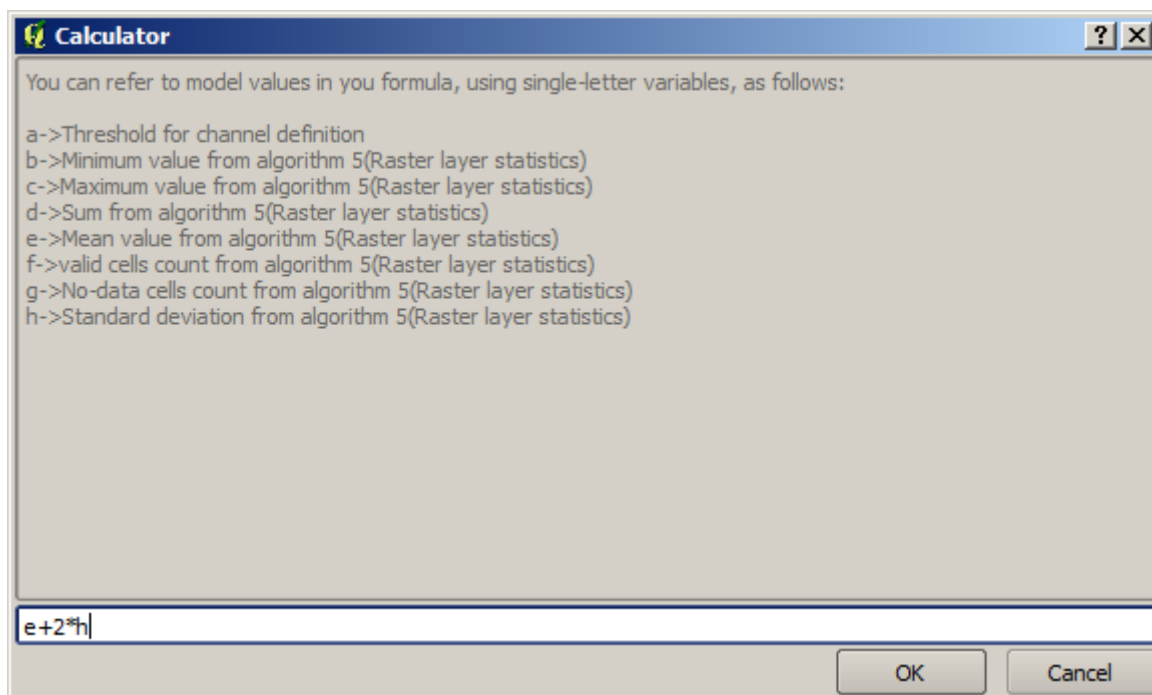 Calculator
You can refer to model values in you formula, using single-letter variables, as follows:
a->Threshold for channel definition
b->Minimum value from algorithm 5(Raster layer statistics)
c->Maximum value from algorithm 5(Raster layer statistics)
d->Sum from algorithm 5(Raster layer statistics)
e->Mean value from algorithm 5(Raster layer statistics)
f->valid cells count from algorithm 5(Raster layer statistics)
g->No-data cells count from algorithm 5(Raster layer statistics)
h->Standard deviation from algorithm 5(Raster layer statistics)
e+2*h
OK Cancel